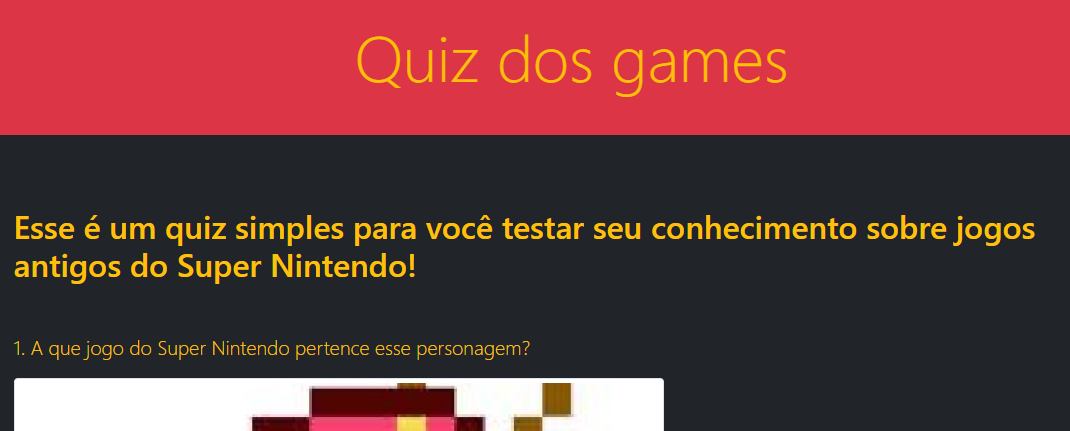 Quiz dos games
Esse é um quiz simples para você testar seu conhecimento sobre jogos
antigos do Super Nintendo!
1. A que jogo do Super Nintendo pertence esse personagem?